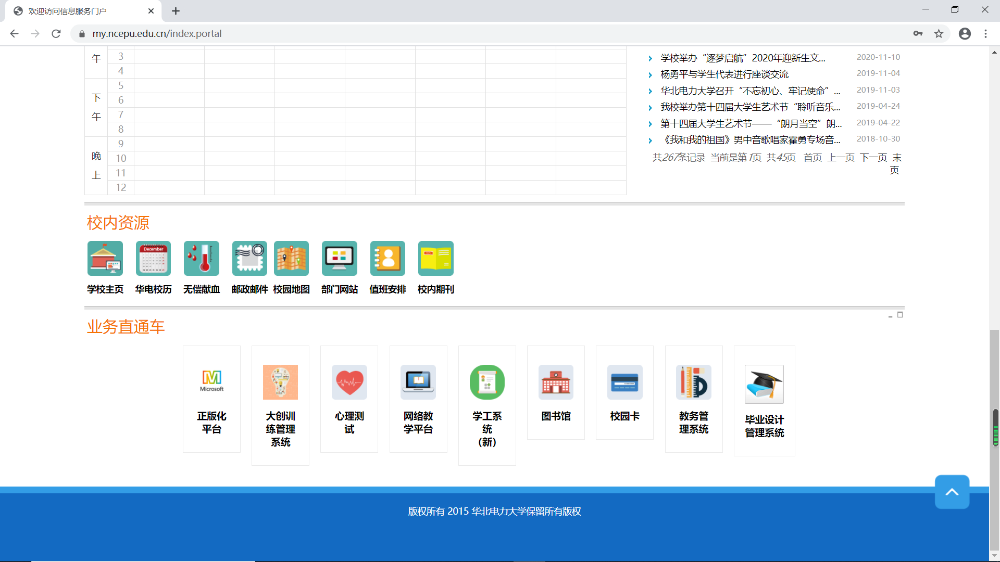 欢迎访问信息服务门户
my.ncepu.edu.cn/index.portal
午
3
4
下
午
5
6
7
8
晚
上
9
10
11
12
学校举办“逐梦启航”2020年迎新生文... 2020-11-10
杨勇平与学生代表进行座谈交流 2019-11-04
华北电力大学召开“不忘初心、牢记使命”... 2019-11-03
我校举办第十四届大学生艺术节“聆听音乐... 2019-04-24
第十四届大学生艺术节——“朗月当空”朗... 2019-04-22
《我和我的祖国》男中音歌唱家霍勇专场音... 2018-10-30
共267条记录 当前是第1页 共45页 首页 上一页 下一页 末
页
校内资源
December
学校主页 华电校历 无偿献血 邮政邮件 校园地图 部门网站 值班安排 校内期刊
业务直通车
Microsoft
正版化
平台
大创训
练管理
系统
心理测
试
网络教
学平台
学工系
统
（新）
图书馆
校园卡
教务管
理系统
毕业设计
管理系统
版权所有 2015 华北电力大学保留所有版权